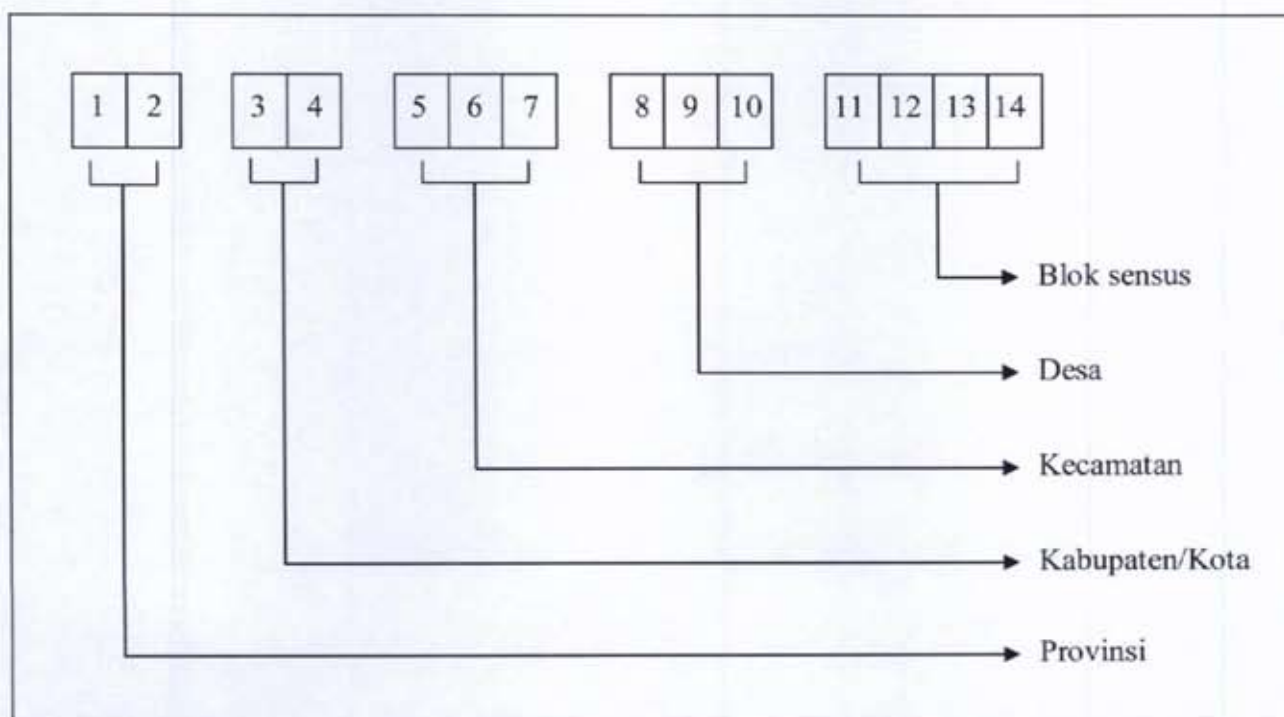 1 2 3 4 5 6 7 8 9 10 11 12 13 14
Blok sensus
Desa
Kecamatan
Kabupaten/Kota
Provinsi